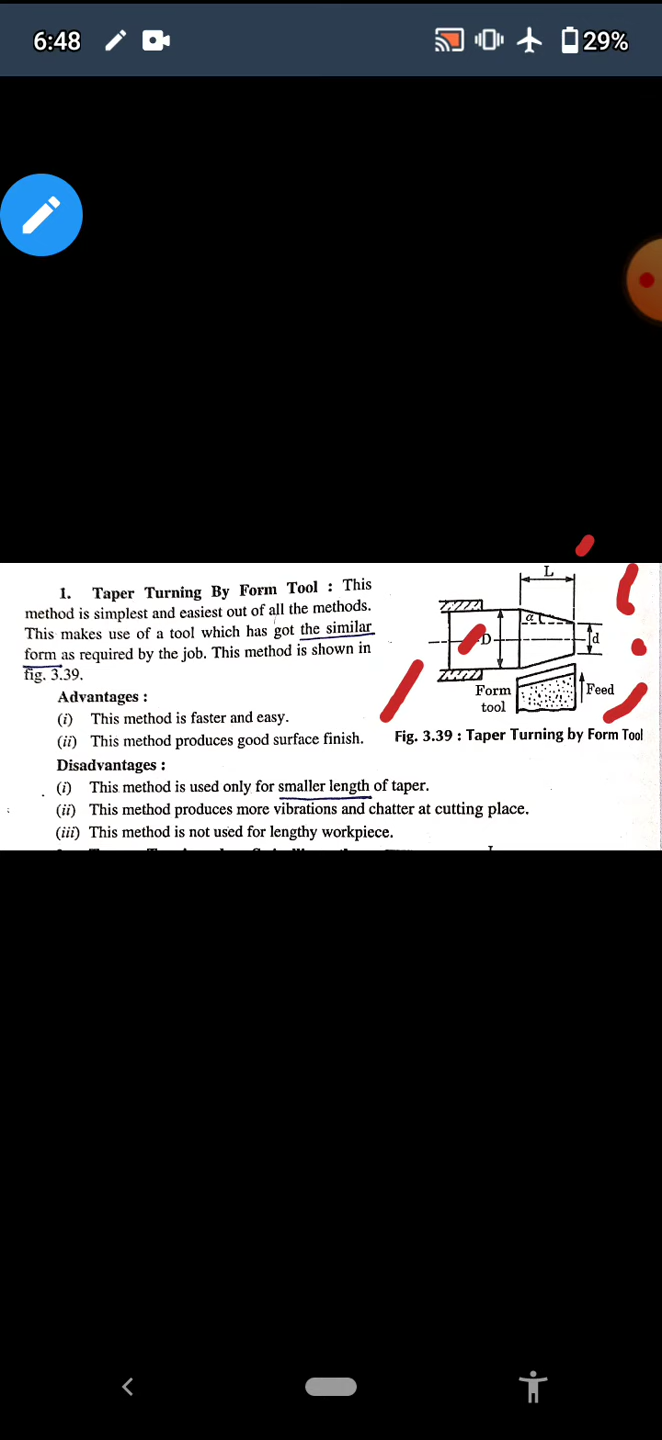 6:48
29%
1. Taper Turning By Form Tool : This
method is simplest and easiest out of all the methods.
This makes use of a tool which has got the similar
form as required by the job. This method is shown in
fig. 3.39.
Advantages :
(i) This method is faster and easy.
(ii) This method produces good surface finish.
L
α
D
d
Form
tool
Feed
Fig. 3.39 : Taper Turning by Form Tool
Disadvantages :
(i) This method is used only for smaller length of taper.
(ii) This method produces more vibrations and chatter at cutting place.
(iii) This method is not used for lengthy workpiece.